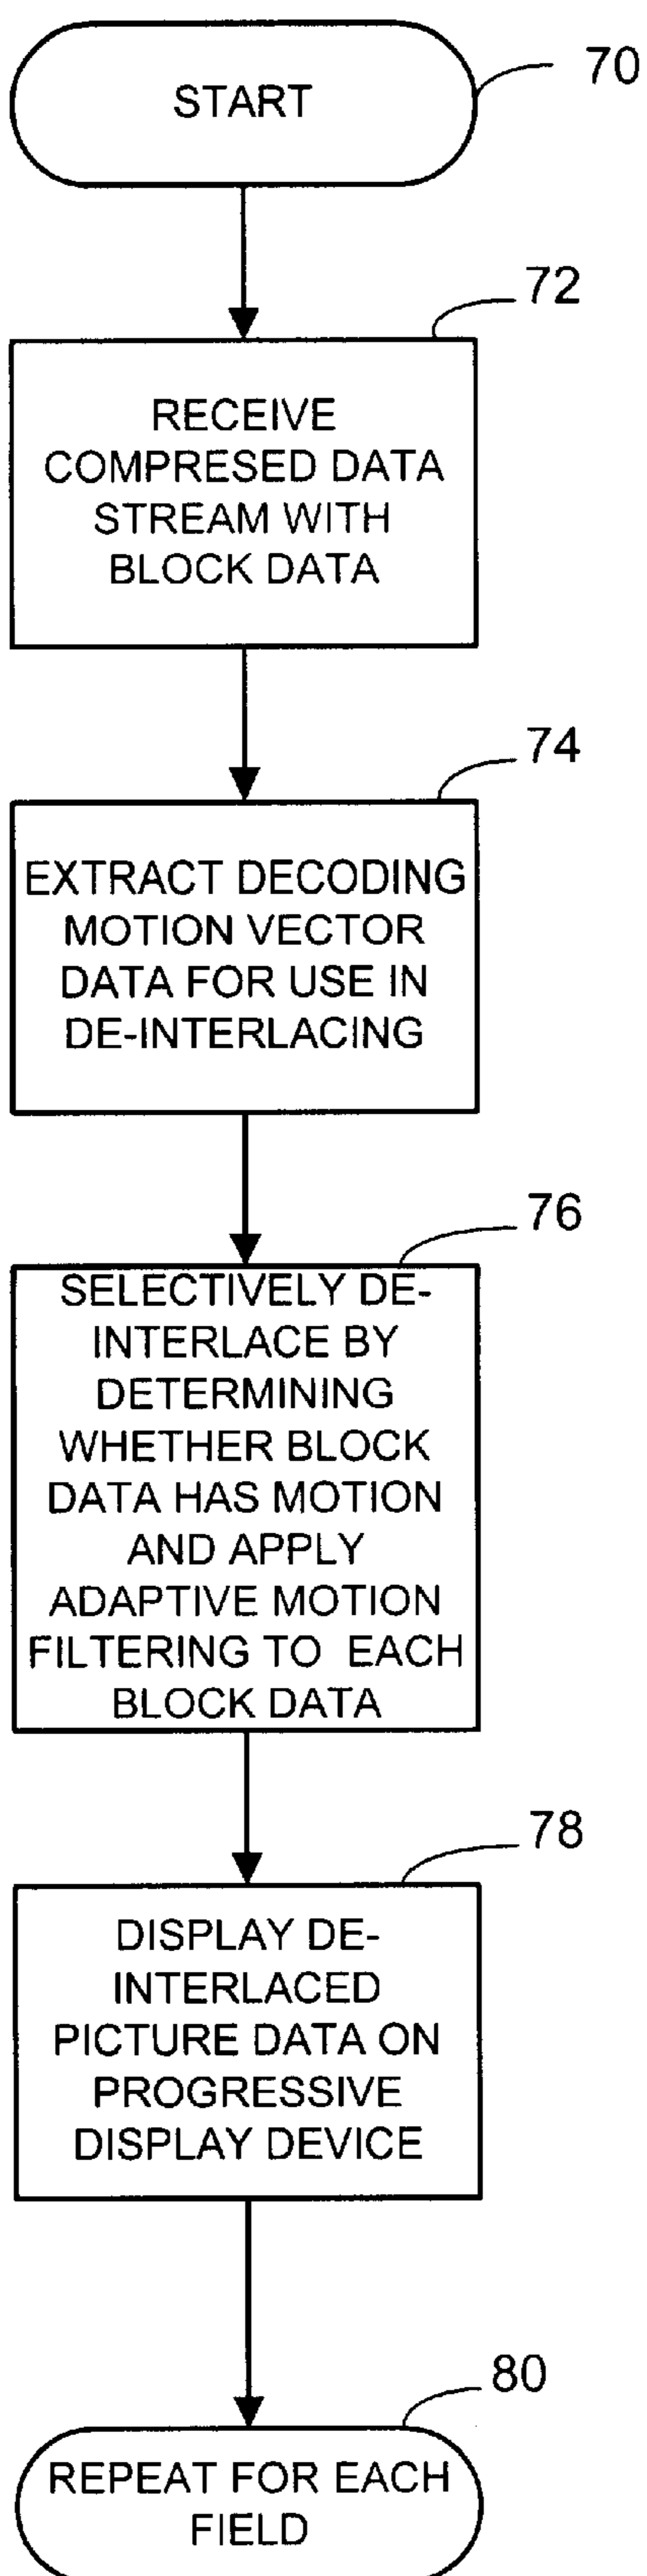 START
70
72
RECEIVE
COMPRESED DATA
STREAM WITH
BLOCK DATA
74
EXTRACT DECODING
MOTION VECTOR
DATA FOR USE IN
DE-INTERLACING
76
SELECTIVELY DE-
INTERLACE BY
DETERMINING
WHETHER BLOCK
DATA HAS MOTION
AND APPLY
ADAPTIVE MOTION
FILTERING TO EACH
BLOCK DATA
78
DISPLAY DE-
INTERLACED
PICTURE DATA ON
PROGRESSIVE
DISPLAY DEVICE
80
REPEAT FOR EACH
FIELD